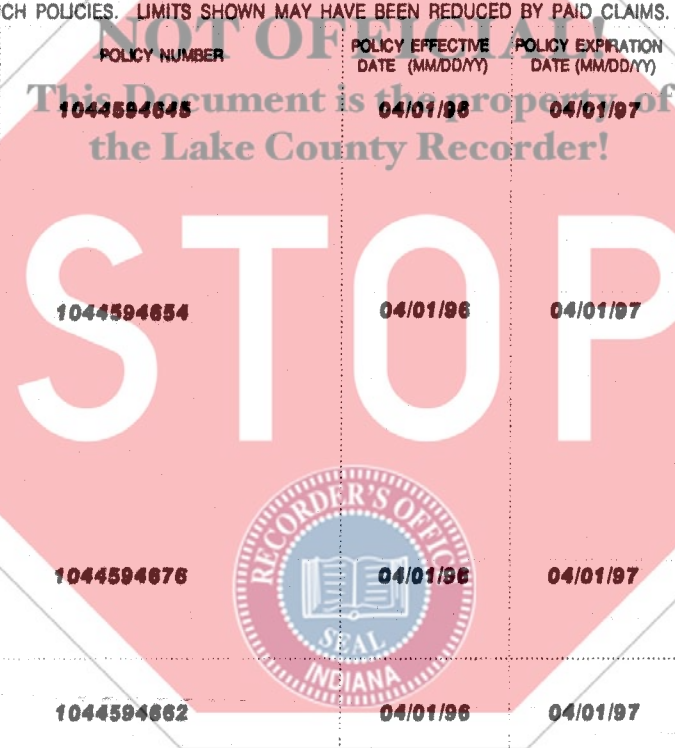 CH POLICIES. LIMITS SHOWN MAY HAVE BEEN REDUCED BY PAID CLAIMS.
NOT OFFICIAL!
POLICY NUMBER
POLICY EFFECTIVE DATE (MM/DD/YY)
POLICY EXPIRATION DATE (MM/DD/YY)
This Document is the property of
the Lake County Recorder!
1044594645 04/01/96 04/01/97
STOP
1044594654 04/01/96 04/01/97
RECORDER'S OFFICE
SEAL
INDIANA
1044594676 04/01/96 04/01/97
1044594662 04/01/96 04/01/97